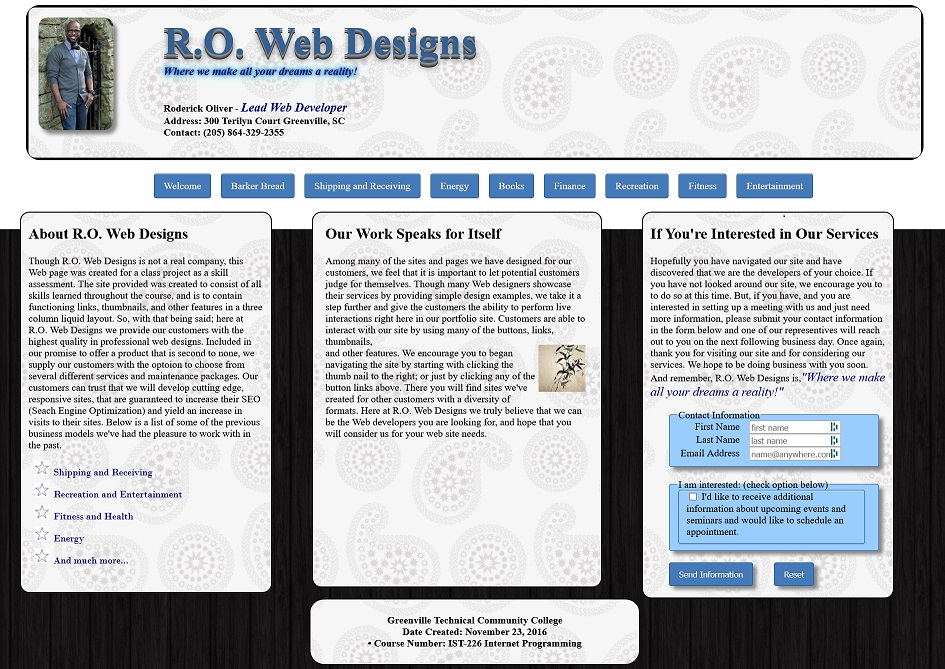 R.O. Web Designs
Where we make all your dreams a reality!
Roderick Oliver - Lead Web Developer
Address: 300 Terilyn Court Greenville, SC
Contact: (205) 864-329-2355
Welcome
Barker Bread
Shipping and Receiving
Energy
Books
Finance
Recreation
Fitness
Entertainment
About R.O. Web Designs
Though R.O. Web Designs is not a real company, this
Web page was created for a class project as a skill
assessment. The site provided was created to consist of all
skills learned throughout the course, and is to contain
functioning links, thumbnails, and other features in a three
column liquid layout. So, with that being said; here at
R.O. Web Designs we provide our customers with the
highest quality in professional web designs. Included in
our promise to offer a product that is second to none, we
supply our customers with the optoion to choose from
several different services and maintenance packages. Our
customers can trust that we will develop cutting edge,
responsive sites, that are guranteed to increase their SEO
(Seach Engine Optimization) and yield an increase in
visits to their sites. Below is a list of some of the previous
business models we've had the pleasure to work with in
the past.
Shipping and Receiving
Recreation and Entertainment
Fitness and Health
Energy
And much more...
Our Work Speaks for Itself
Among many of the sites and pages we have designed for our
customers, we feel that it is important to let potential customers
judge for themselves. Though many Web designers showcase
their services by providing simple design examples, we take it a
step further and give the customers the ability to perform live
interactions right here in our portfolio site. Customers are able to
interact with our site by using many of the buttons, links,
thumbnails,
and other features. We encourage you to began
navigating the site by starting with clicking the
thumb nail to the right; or just by clicking any of the
button links above. There you will find sites we've
created for other customers with a diversity of
formats. Here at R.O. Web Designs we truly believe that we can
be the Web developers you are looking for, and hope that you
will consider us for your web site needs.
If You're Interested in Our Services
Hopefully you have navigated our site and have
discovered that we are the developers of your choice. If
you have not looked around our site, we encourage you to
to do so at this time. But, if you have, and you are
interested in setting up a meeting with us and just need
more information, please submit your contact information
in the form below and one of our representives will reach
out to you on the next following business day. Once again,
thank you for visiting our site and for considering our
services. We hope to be doing business with you soon.
And remember, R.O. Web Designs is,"Where we make
all your dreams a reality!"
Contact Information
First Name first name
Last Name last name
Email Address name@anywhere.com
I am interested: (check option below)
I'd like to receive additional
information about upcoming events and
seminars and would like to schedule an
appointment.
Send Information
Reset
Greenville Technical Community College
Date Created: November 23, 2016
• Course Number: IST-226 Internet Programming